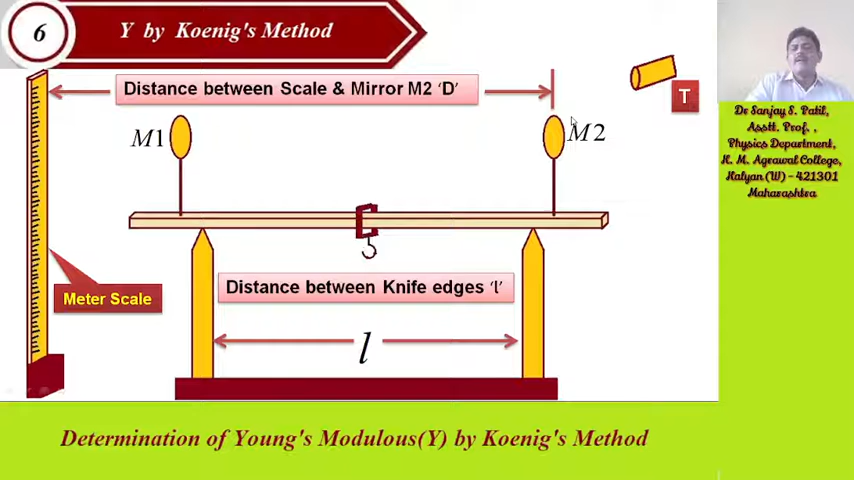 6
Y by Koenig's Method
Distance between Scale & Mirror M2 'D'
T
M1
M2
Dr Sanjay S. Patil,
Asstt. Prof. ,
Physics Department,
K. M. Agrawal College,
Kalyan (W) – 421301
Maharashtra
Distance between Knife edges 'l'
Meter Scale
l
Determination of Young's Modulous(Y) by Koenig's Method